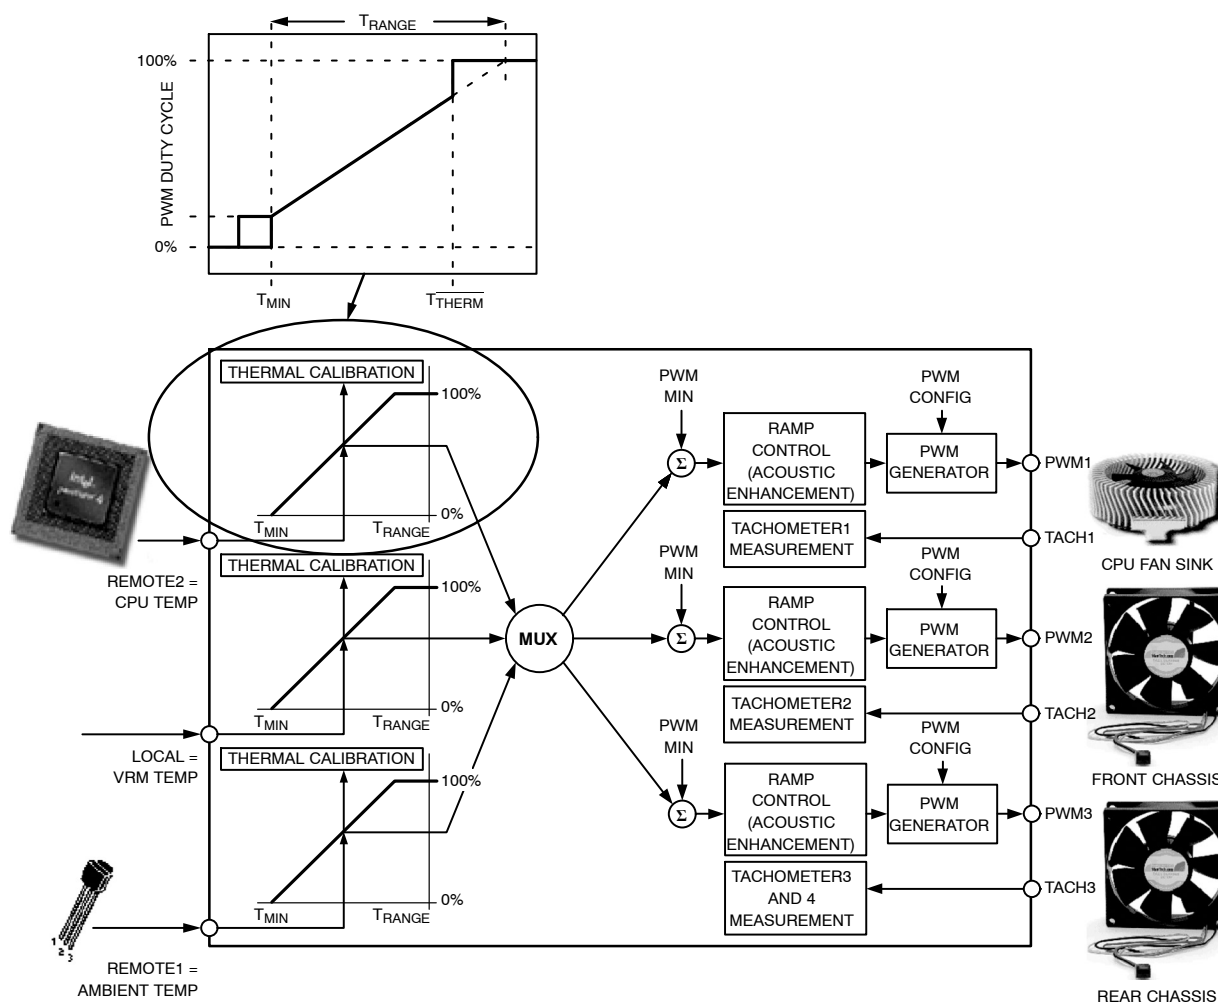 TRANGE
100%
PWM DUTY CYCLE
0%
TMIN
TTHERM
THERMAL CALIBRATION
100%
0%
TMIN
TRANGE
REMOTE2 =
CPU TEMP
THERMAL CALIBRATION
100%
0%
TMIN
TRANGE
LOCAL =
VRM TEMP
THERMAL CALIBRATION
100%
0%
TMIN
TRANGE
1
2
3
REMOTE1 =
AMBIENT TEMP
MUX
PWM
MIN
Σ
RAMP
CONTROL
(ACOUSTIC
ENHANCEMENT)
PWM
CONFIG
PWM
GENERATOR
PWM1
TACHOMETER1
MEASUREMENT
TACH1
CPU FAN SINK
PWM
MIN
Σ
RAMP
CONTROL
(ACOUSTIC
ENHANCEMENT)
PWM
CONFIG
PWM
GENERATOR
PWM2
TACHOMETER2
MEASUREMENT
TACH2
FRONT CHASSIS
PWM
MIN
Σ
RAMP
CONTROL
(ACOUSTIC
ENHANCEMENT)
PWM
CONFIG
PWM
GENERATOR
PWM3
TACHOMETER3
AND 4
MEASUREMENT
TACH3
REAR CHASSIS